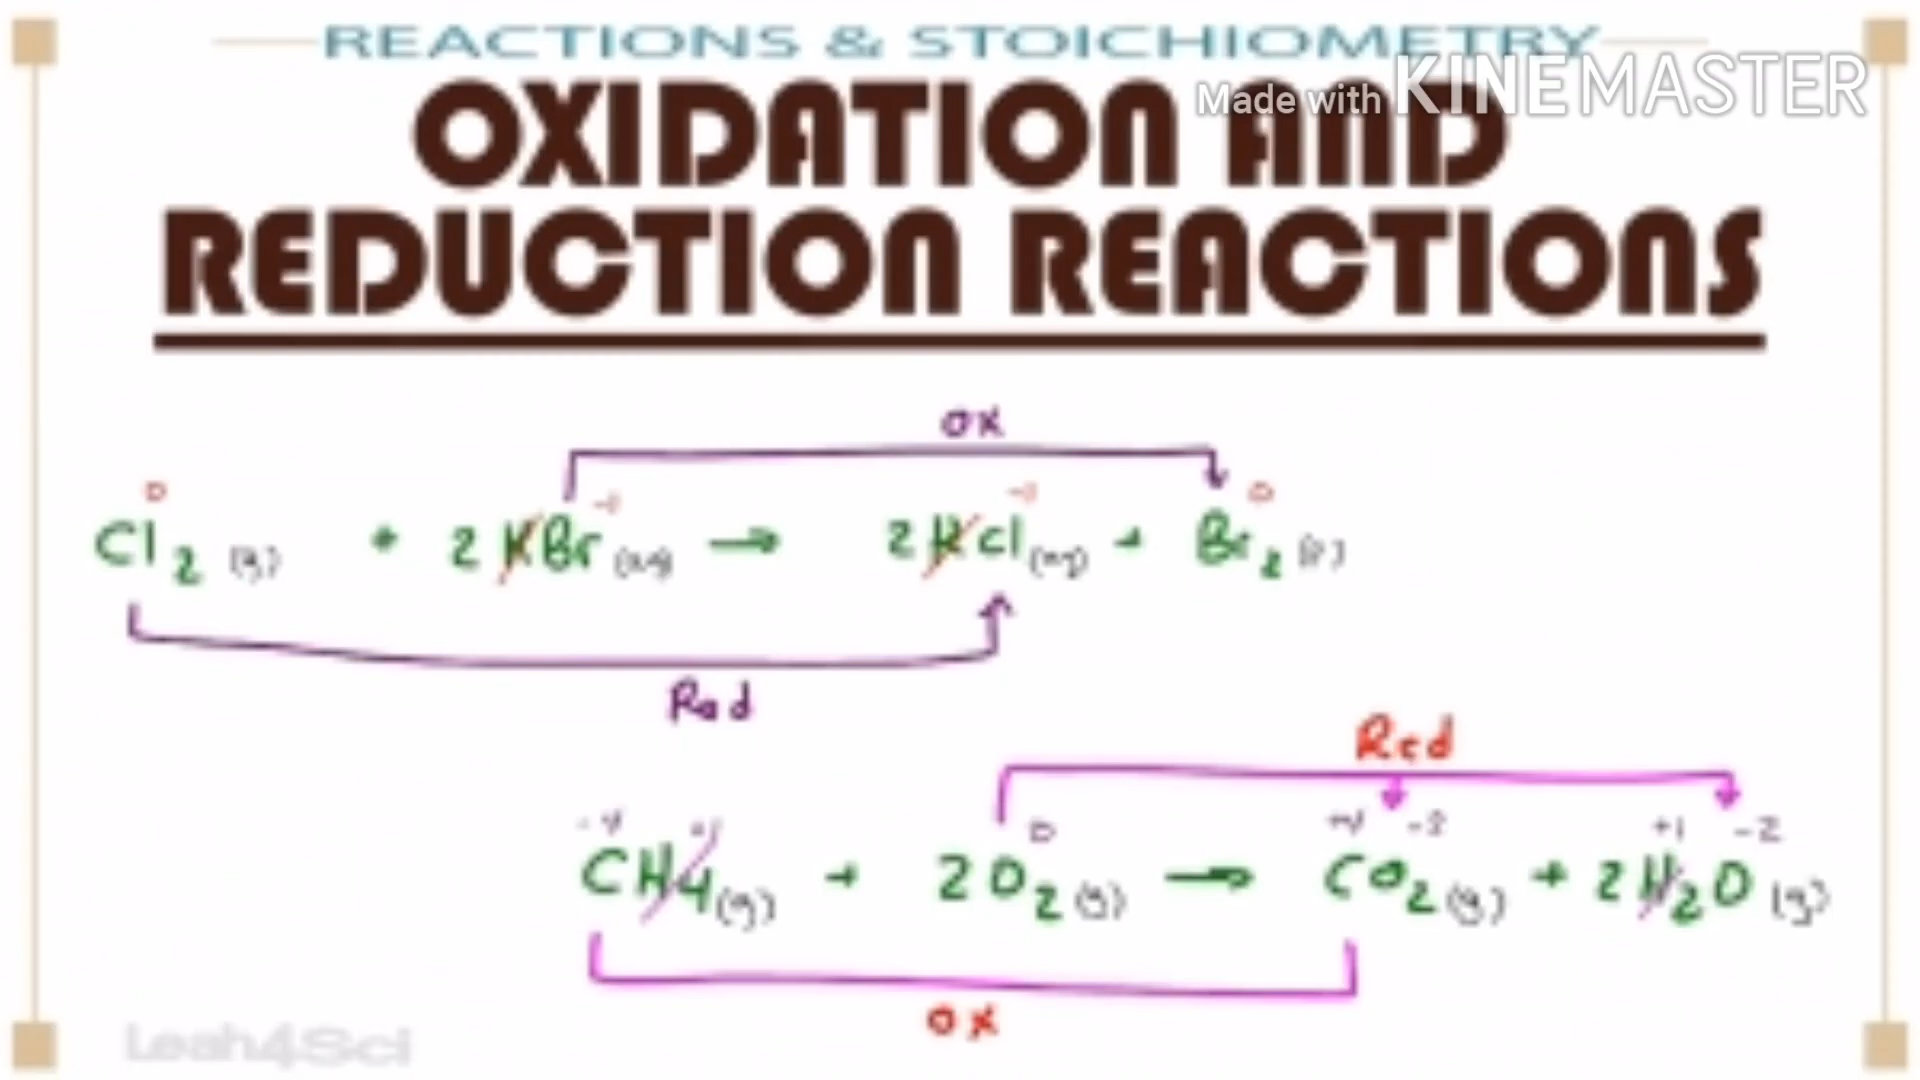 REACTIONS & STOICHIOMETRY
Made with KINEMASTER
OXIDATION AND
REDUCTION REACTIONS
OX
0 -1 -1 0
Cl2 (g) + 2 KBr (aq) → 2 KCl (aq) + Br2 (l)
Red
Red
-4 +1 0 +4 -2 +1 -2
CH4 (g) + 2 O2 (g) → CO2 (g) + 2 H2O (g)
OX
Leah4Sci